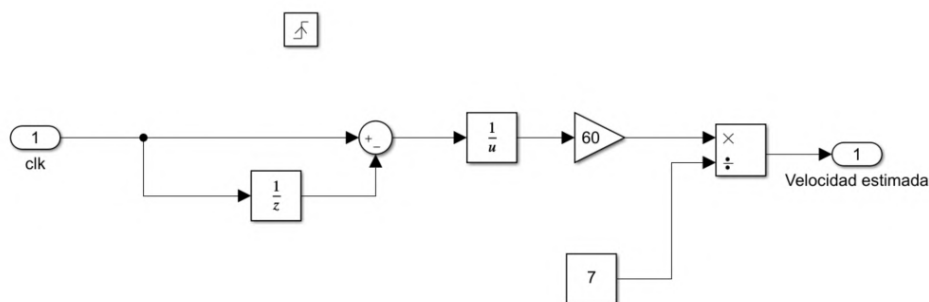 1
clk
+
−
1
z
1
u
60
×
÷
7
1
Velocidad estimada